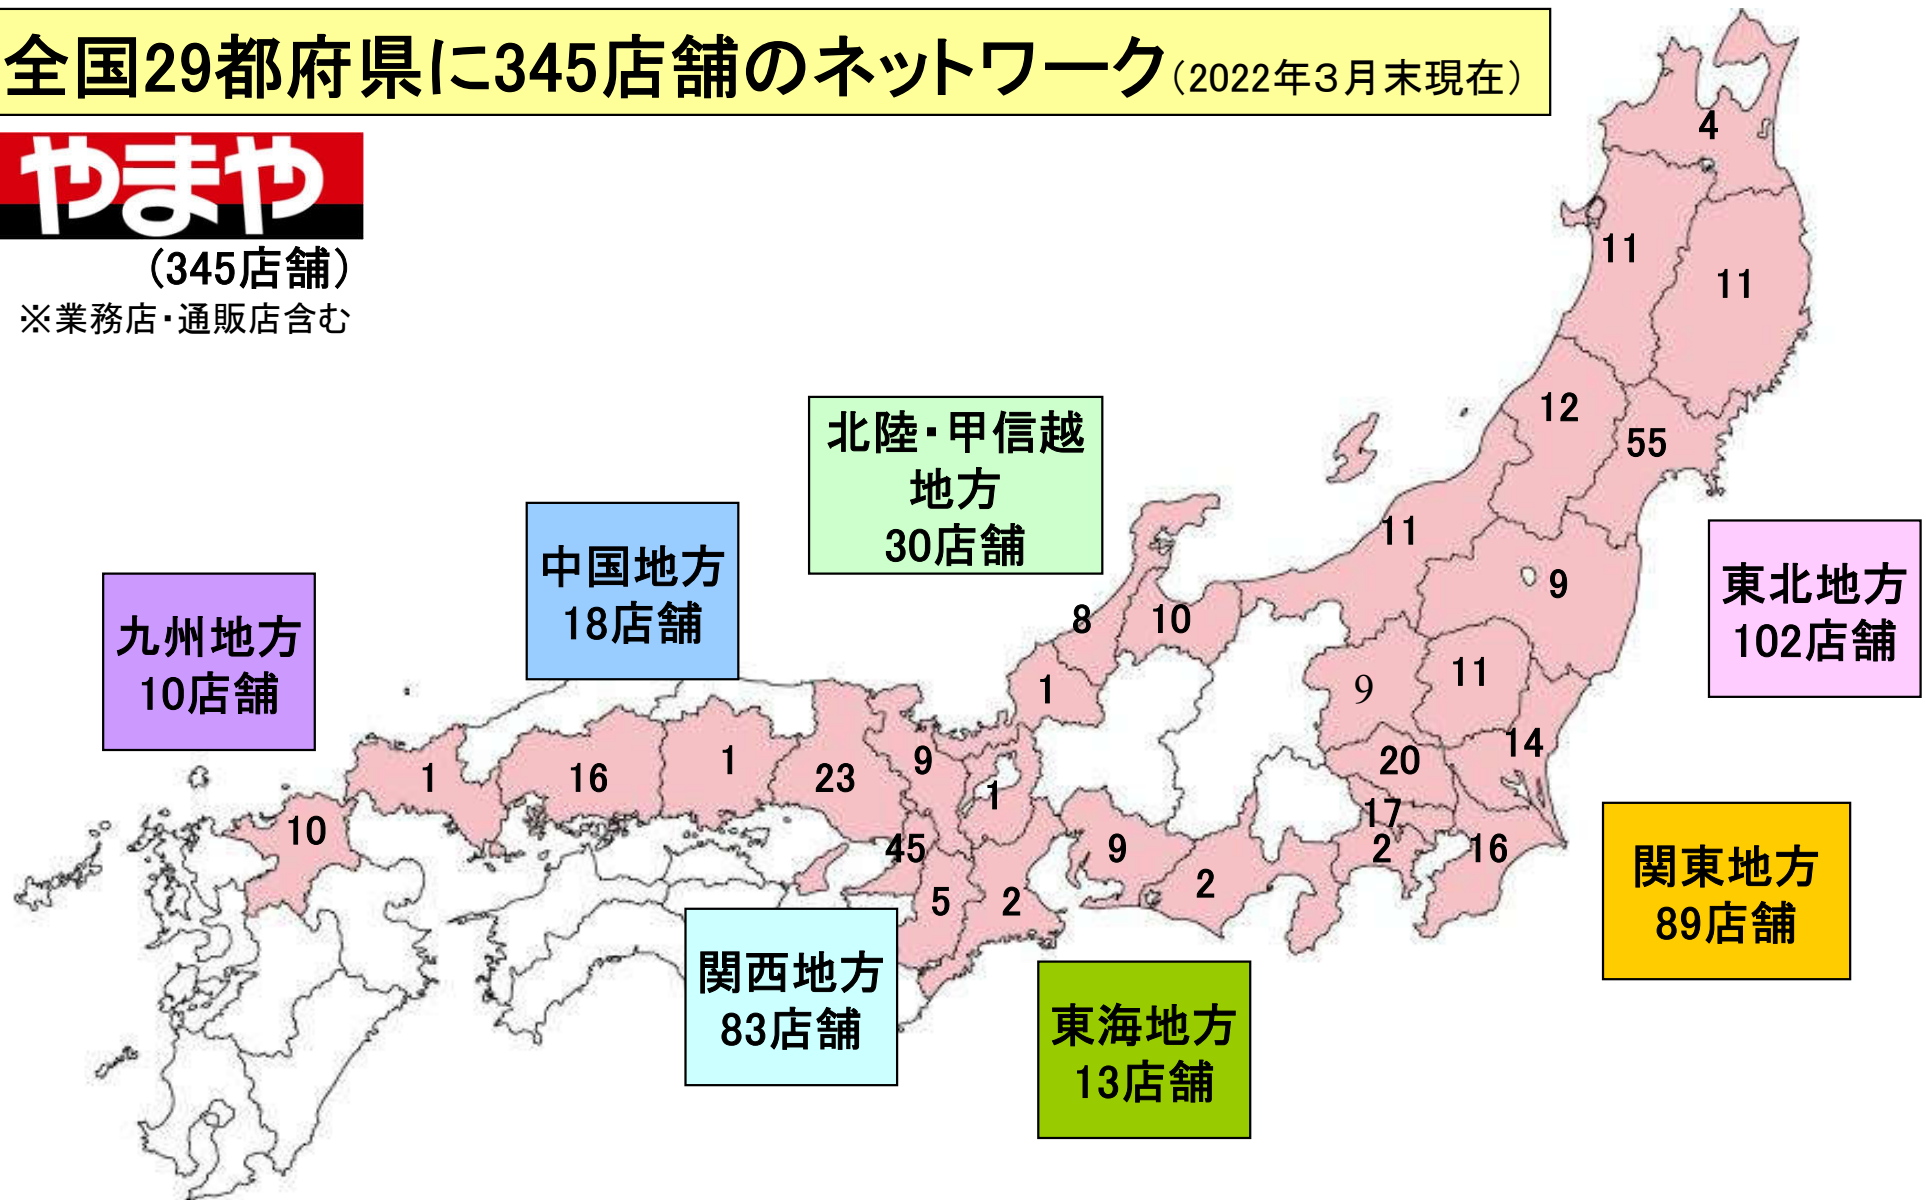 全国29都府県に345店舗のネットワーク(2022年３月末現在)
やまや
(345店舗)
※業務店・通販店含む
4
11
11
12
55
北陸・甲信越
地方
30店舗
中国地方
18店舗
11
9
東北地方
102店舗
九州地方
10店舗
8
10
1
9
11
1
16
1
23
9
1
20
14
17
10
45
9
2
16
5
2
2
関東地方
89店舗
関西地方
83店舗
東海地方
13店舗